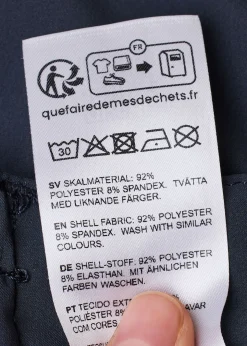 FR
quefairedemesdechets.fr
30
SV SKALMATERIAL: 92%
POLYESTER 8% SPANDEX. TVÄTTA
MED LIKNANDE FÄRGER.
EN SHELL FABRIC: 92% POLYESTER
8% SPANDEX. WASH WITH SIMILAR
COLOURS.
DE SHELL-STOFF: 92% POLYESTER
8% ELASTHAN. MIT ÄHNLICHEN
FARBEN WASCHEN.
PT TECIDO
POLIÉSTER 8% AVAR
COM CORES